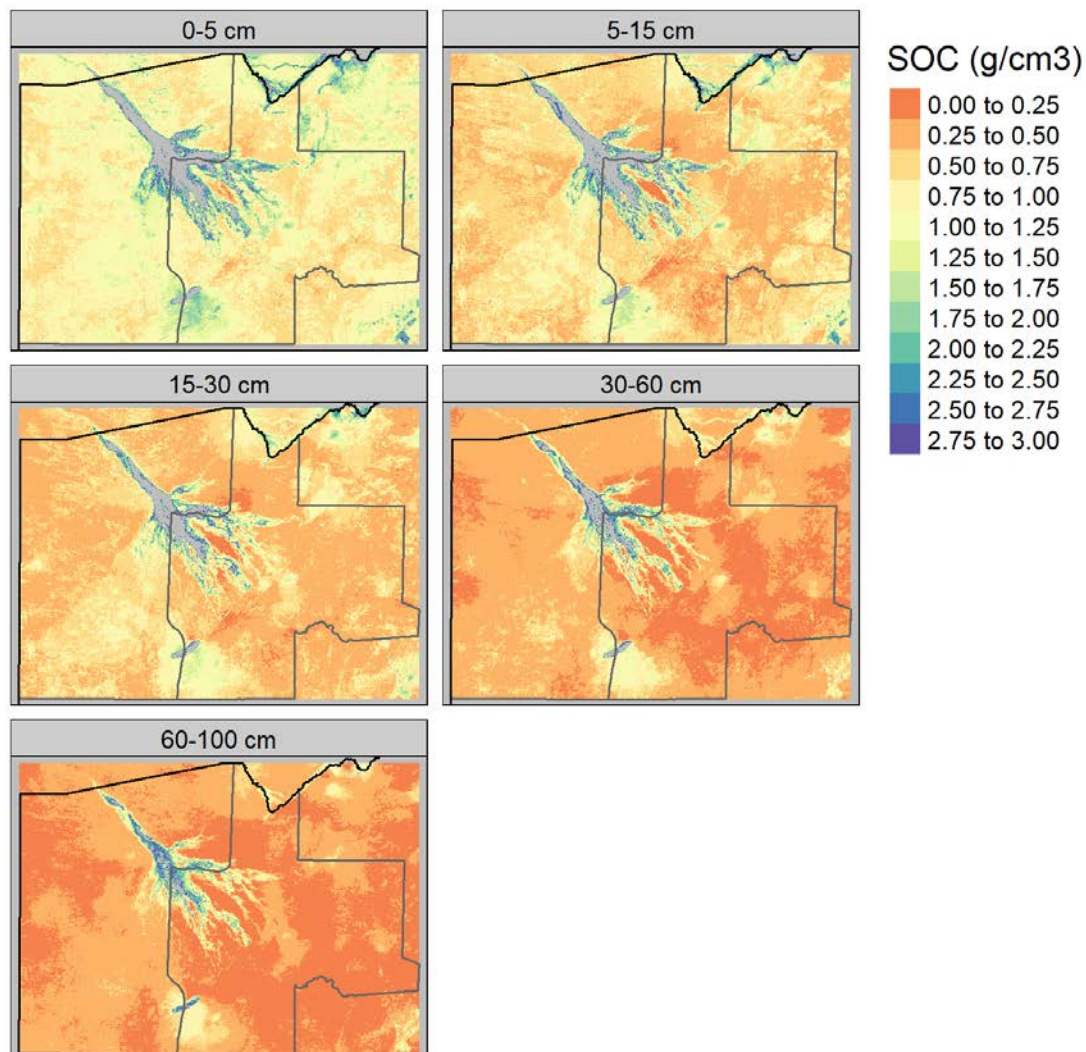 0-5 cm
5-15 cm
SOC (g/cm3)
0.00 to 0.25
0.25 to 0.50
0.50 to 0.75
0.75 to 1.00
1.00 to 1.25
1.25 to 1.50
1.50 to 1.75
1.75 to 2.00
2.00 to 2.25
2.25 to 2.50
2.50 to 2.75
2.75 to 3.00
15-30 cm
30-60 cm
60-100 cm